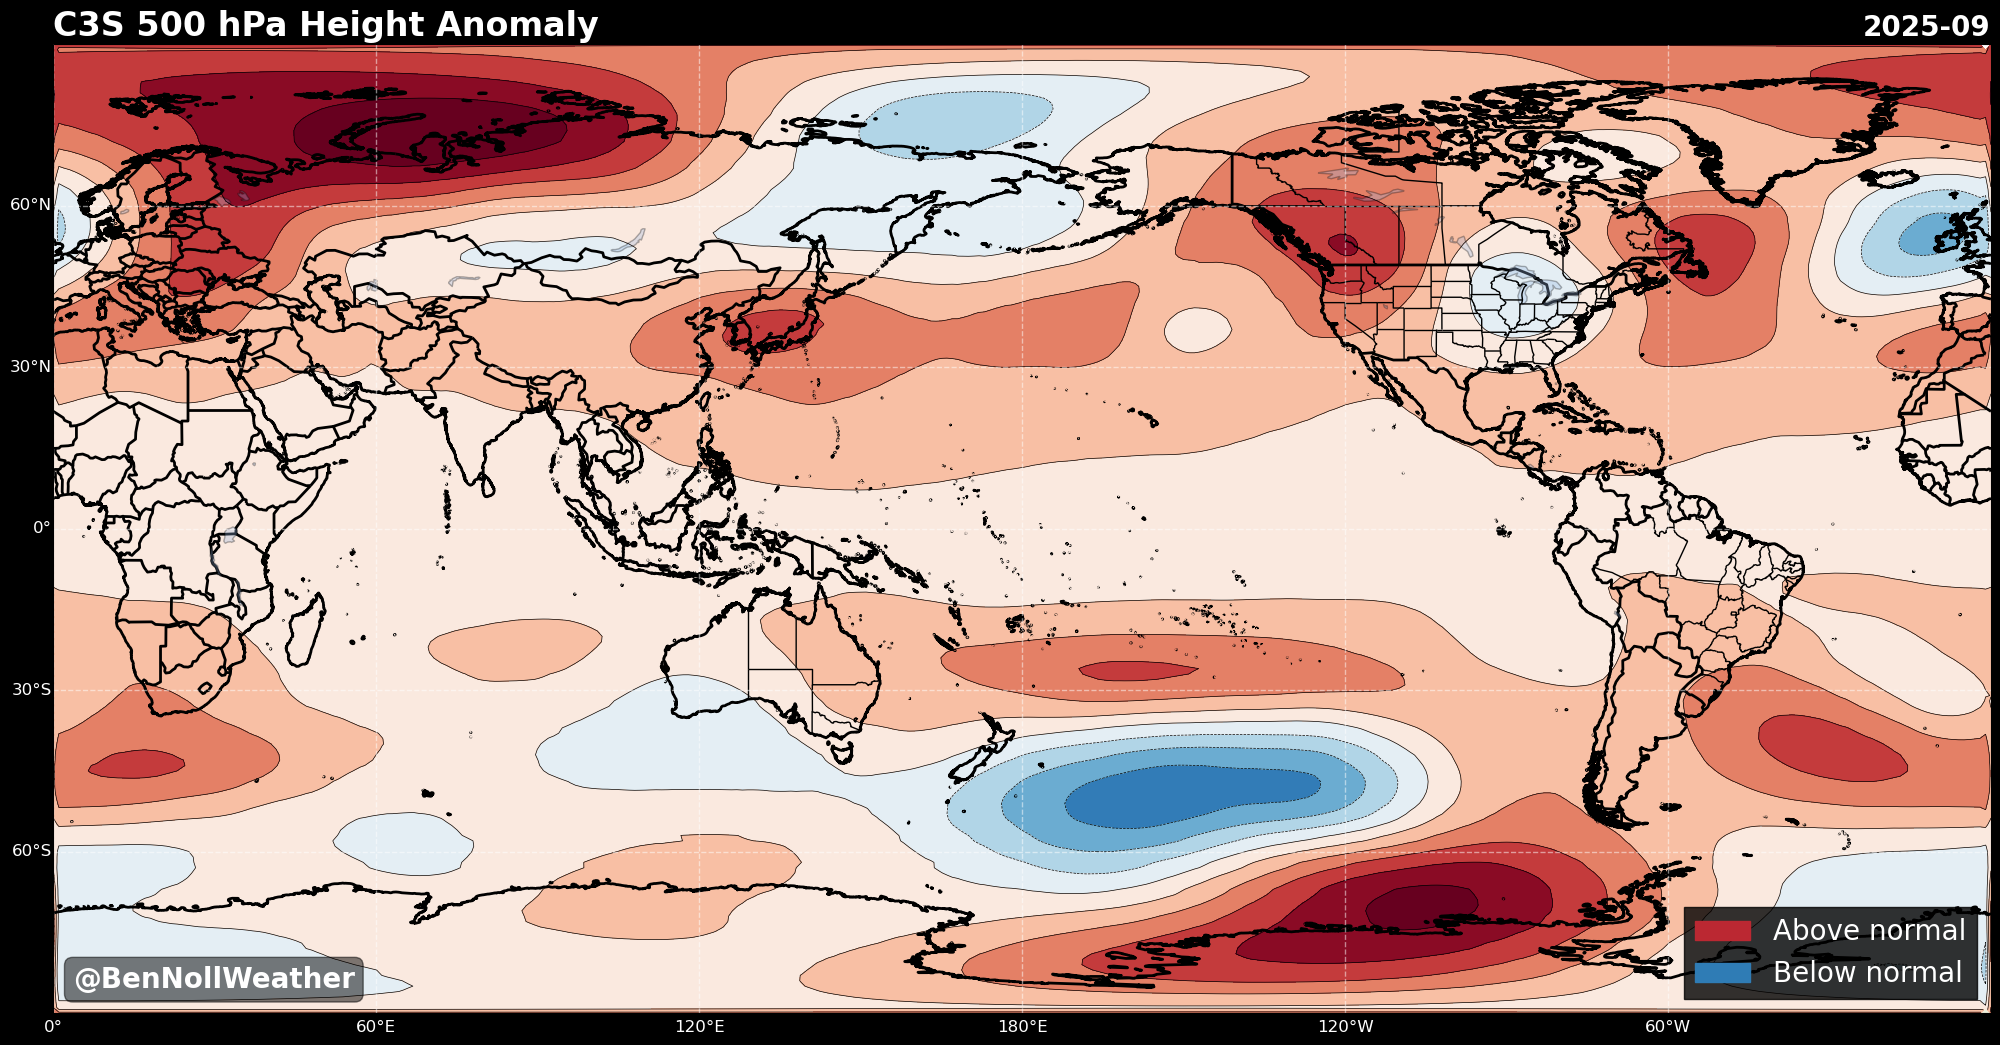 C3S 500 hPa Height Anomaly
2025-09
60°N
30°N
0°
30°S
60°S
Above normal
Below normal
@BenNollWeather
0°
60°E
120°E
180°E
120°W
60°W